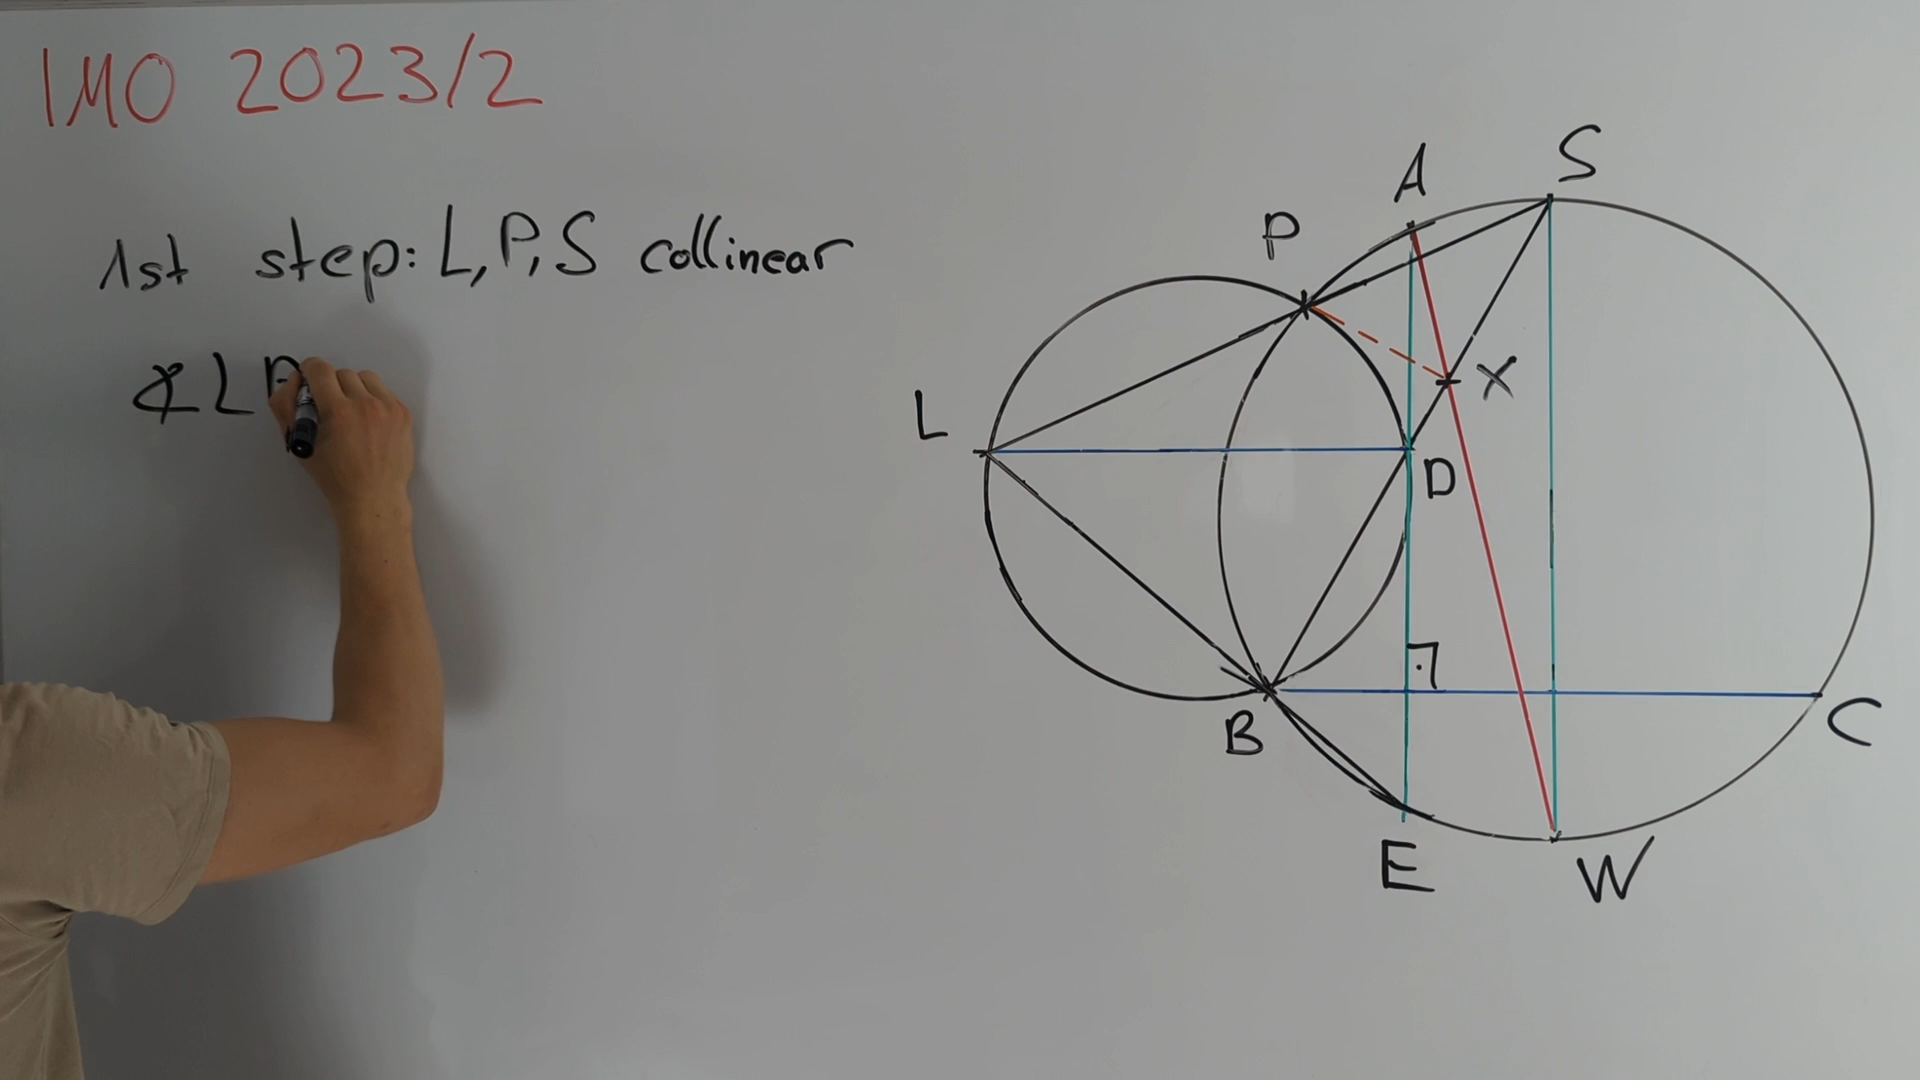 IMO 2023/2
1st step: L, P, S collinear
∢ L
A
S
P
X
L
D
B
C
E
W